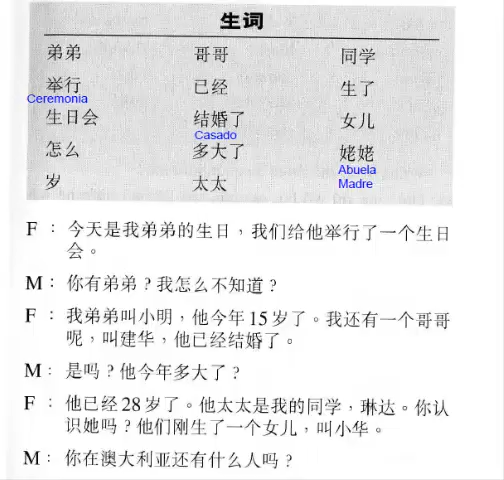 生词
弟弟 哥哥 同学
举行 已经 生了
Ceremonia
生日会 结婚了 女儿
Casado
怎么 多大了 姥姥
Abuela
Madre
岁 太太
F：今天是我弟弟的生日，我们给他举行了一个生日
会。
M：你有弟弟？我怎么不知道？
F：我弟弟叫小明，他今年15岁了。我还有一个哥哥
呢，叫建华，他已经结婚了。
M：是吗？他今年多大了？
F：他已经28岁了。他太太是我的同学，琳达。你认
识她吗？他们刚生了一个女儿，叫小华。
M：你在澳大利亚还有什么人吗？